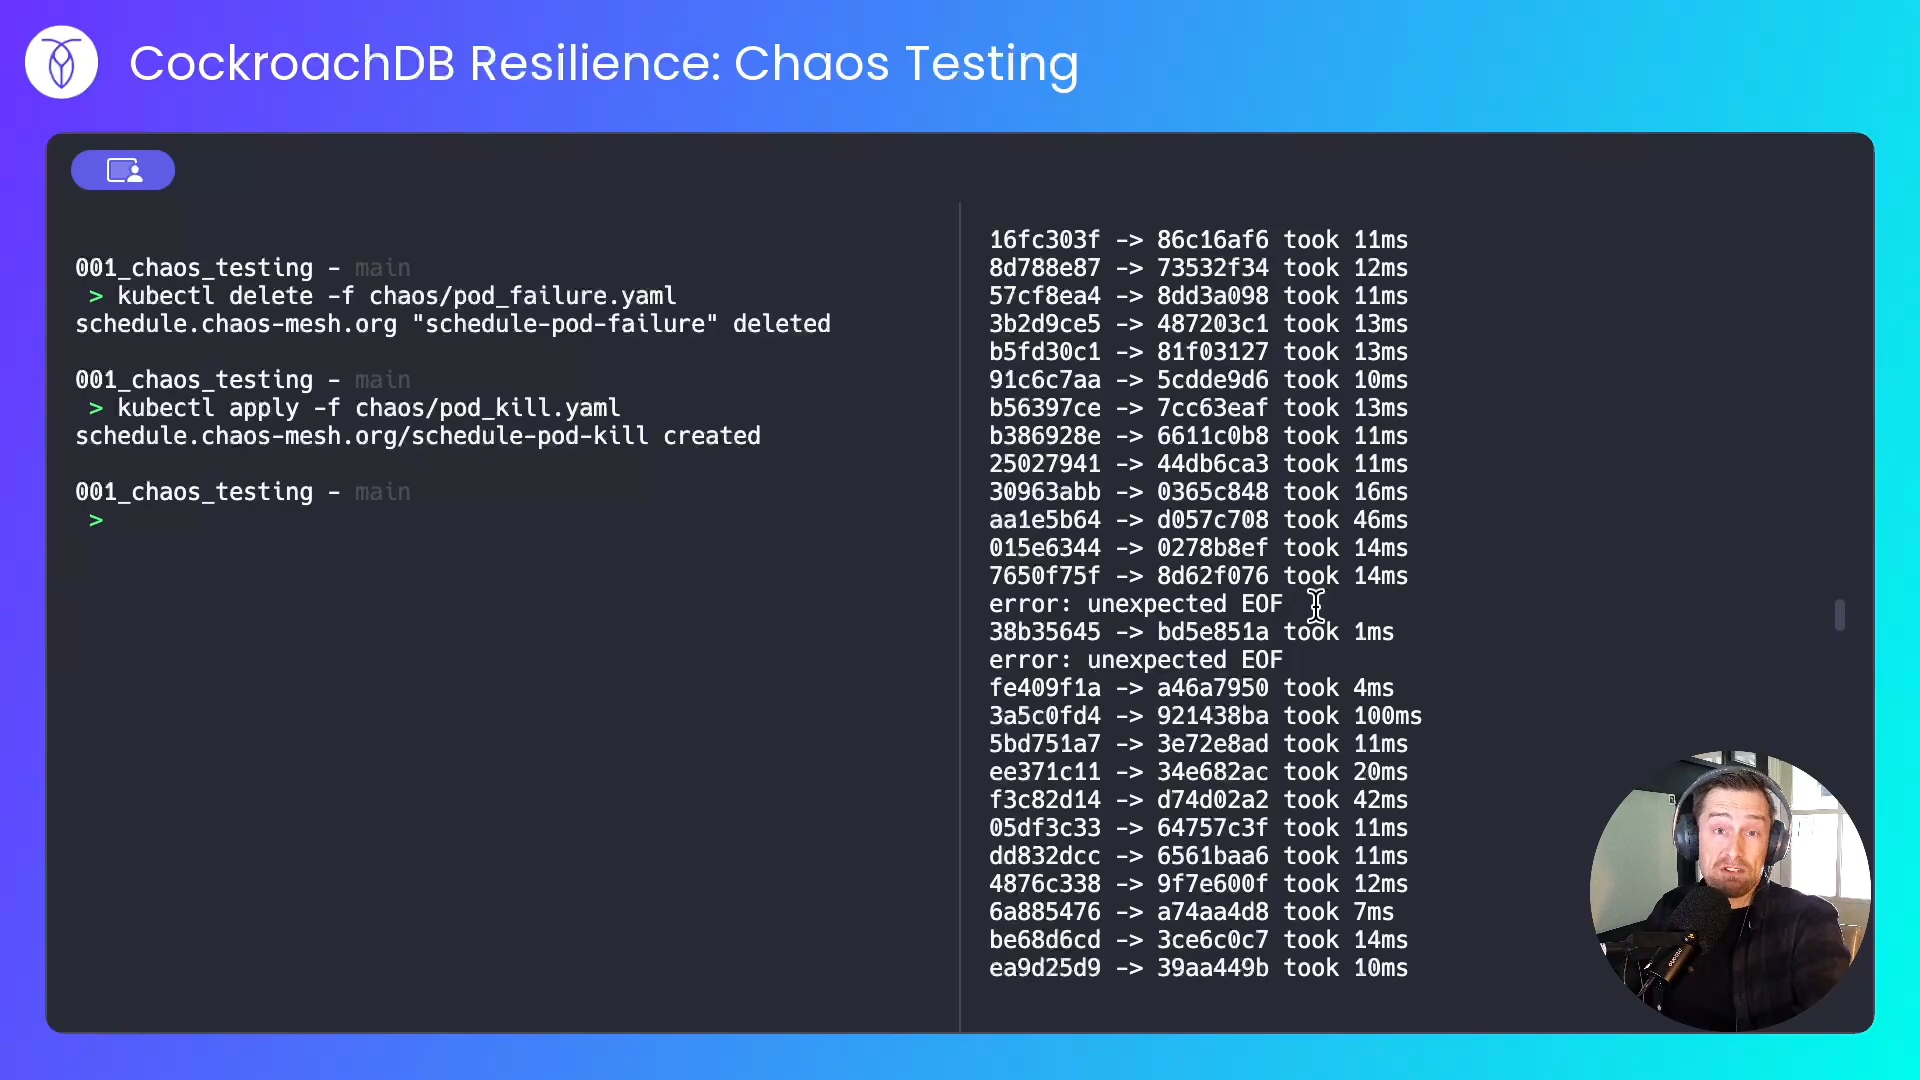 CockroachDB Resilience: Chaos Testing
001_chaos_testing - main
> kubectl delete -f chaos/pod_failure.yaml
schedule.chaos-mesh.org "schedule-pod-failure" deleted
001_chaos_testing - main
> kubectl apply -f chaos/pod_kill.yaml
schedule.chaos-mesh.org/schedule-pod-kill created
001_chaos_testing - main
>
16fc303f -> 86c16af6 took 11ms
8d788e87 -> 73532f34 took 12ms
57cf8ea4 -> 8dd3a098 took 11ms
3b2d9ce5 -> 487203c1 took 13ms
b5fd30c1 -> 81f03127 took 13ms
91c6c7aa -> 5cdde9d6 took 10ms
b56397ce -> 7cc63eaf took 13ms
b386928e -> 6611c0b8 took 11ms
25027941 -> 44db6ca3 took 11ms
30963abb -> 0365c848 took 16ms
aa1e5b64 -> d057c708 took 46ms
015e6344 -> 0278b8ef took 14ms
7650f75f -> 8d62f076 took 14ms
error: unexpected EOF
38b35645 -> bd5e851a took 1ms
error: unexpected EOF
fe409f1a -> a46a7950 took 4ms
3a5c0fd4 -> 921438ba took 100ms
5bd751a7 -> 3e72e8ad took 11ms
ee371c11 -> 34e682ac took 20ms
f3c82d14 -> d74d02a2 took 42ms
05df3c33 -> 64757c3f took 11ms
dd832dcc -> 6561baa6 took 11ms
4876c338 -> 9f7e600f took 12ms
6a885476 -> a74aa4d8 took 7ms
be68d6cd -> 3ce6c0c7 took 14ms
ea9d25d9 -> 39aa449b took 10ms